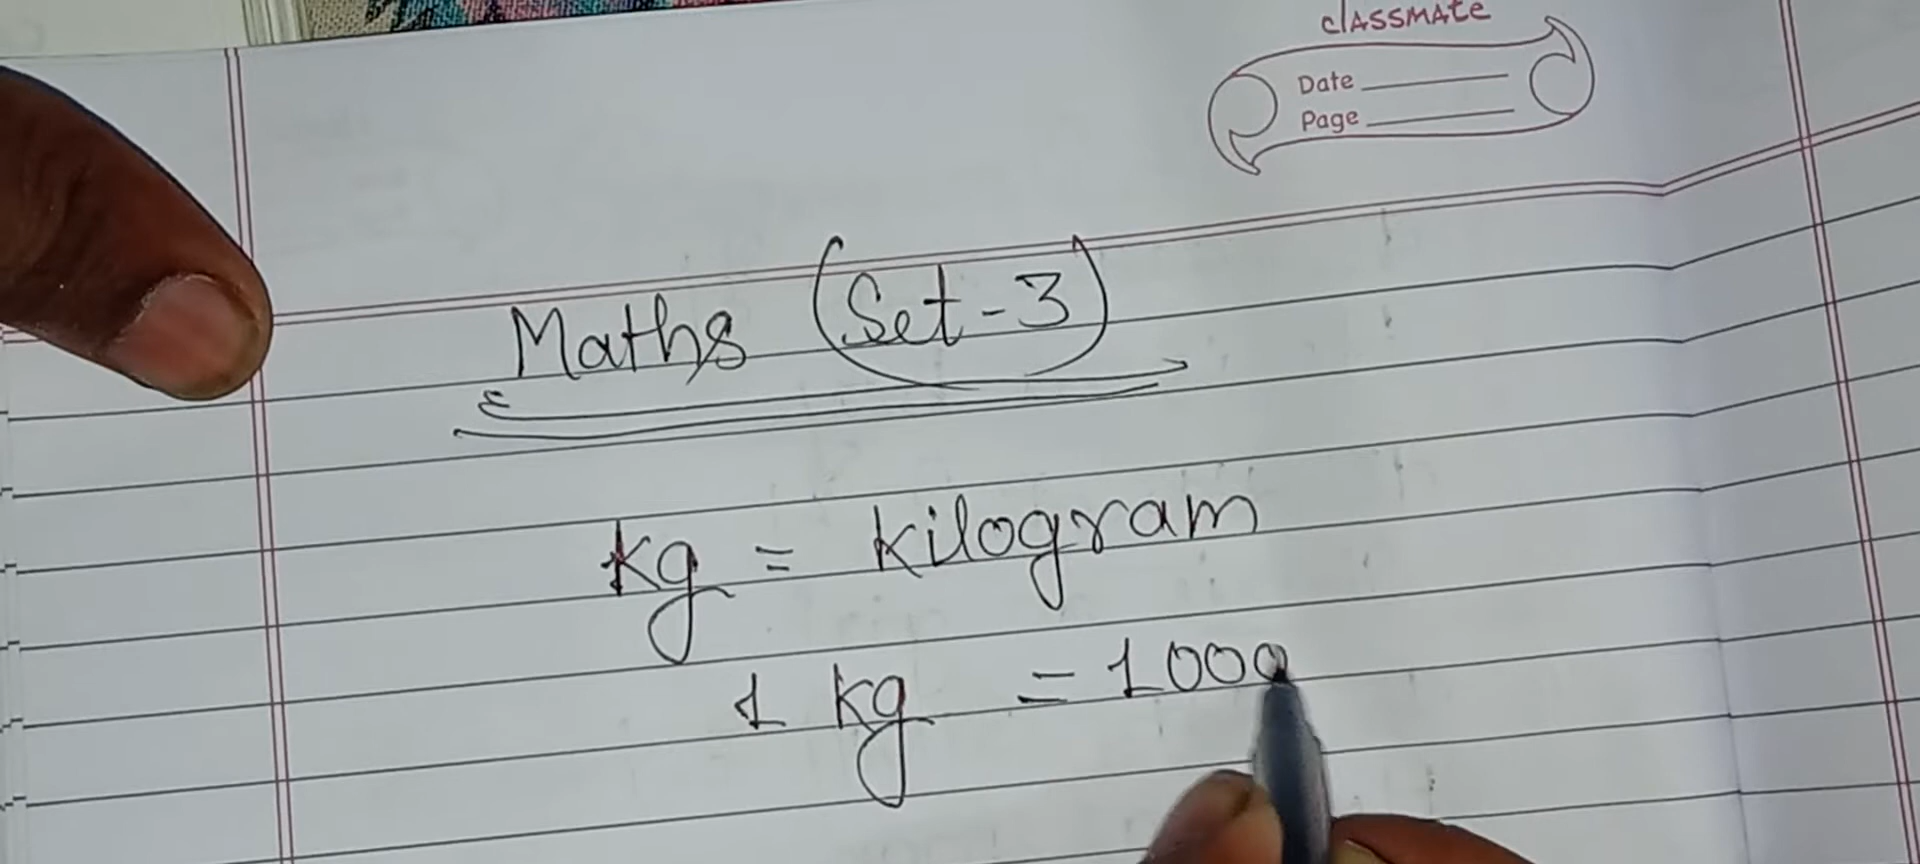 classmate
Date
Page
Maths (Set-3)
kg = kilogram
1 kg = 1000